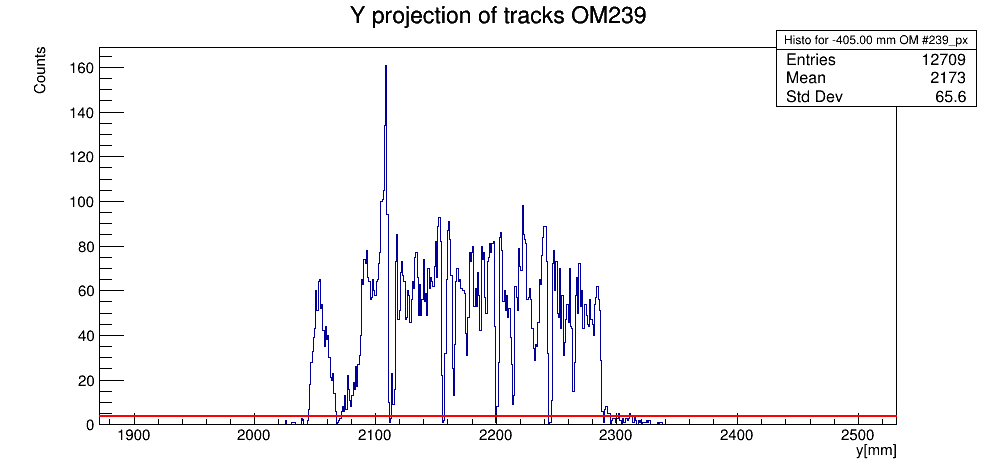 Y projection of tracks OM239
Histo for -405.00 mm OM #239_px
Entries 12709
Mean 2173
Std Dev 65.6
Counts
160
140
120
100
80
60
40
20
0
1900 2000 2100 2200 2300 2400 2500
y[mm]